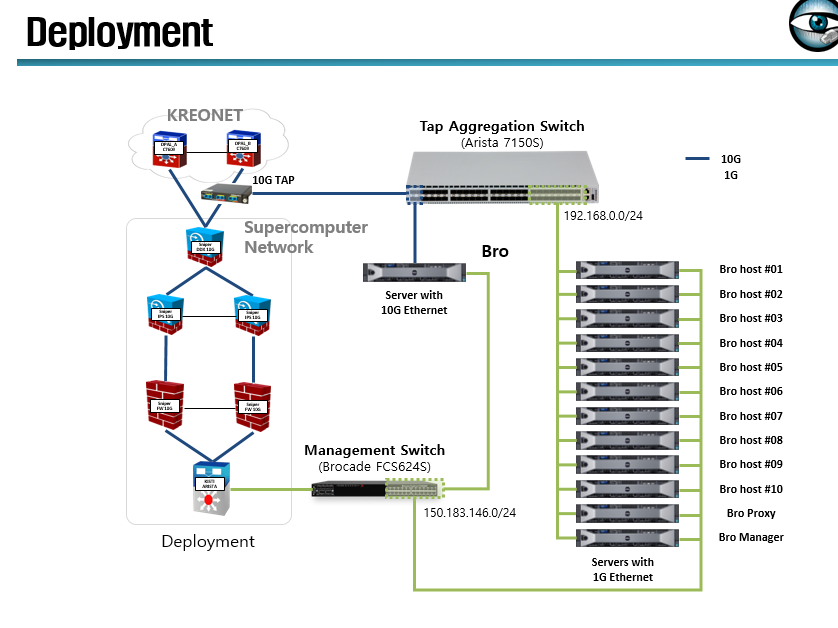 Deployment
KREONET
DPAL_A
C7609
DPAL_B
C7609
10G TAP
Tap Aggregation Switch
(Arista 7150S)
10G
1G
192.168.0.0/24
Supercomputer
Network
Sniper
DDX 10G
Bro
Server with
10G Ethernet
Sniper
IPS 10G
Sniper
IPS 10G
Sniper
FW 10G
Sniper
FW 10G
Management Switch
(Brocade FCS624S)
KISTI
ARISTA
150.183.146.0/24
Deployment
Bro host #01
Bro host #02
Bro host #03
Bro host #04
Bro host #05
Bro host #06
Bro host #07
Bro host #08
Bro host #09
Bro host #10
Bro Proxy
Bro Manager
Servers with
1G Ethernet